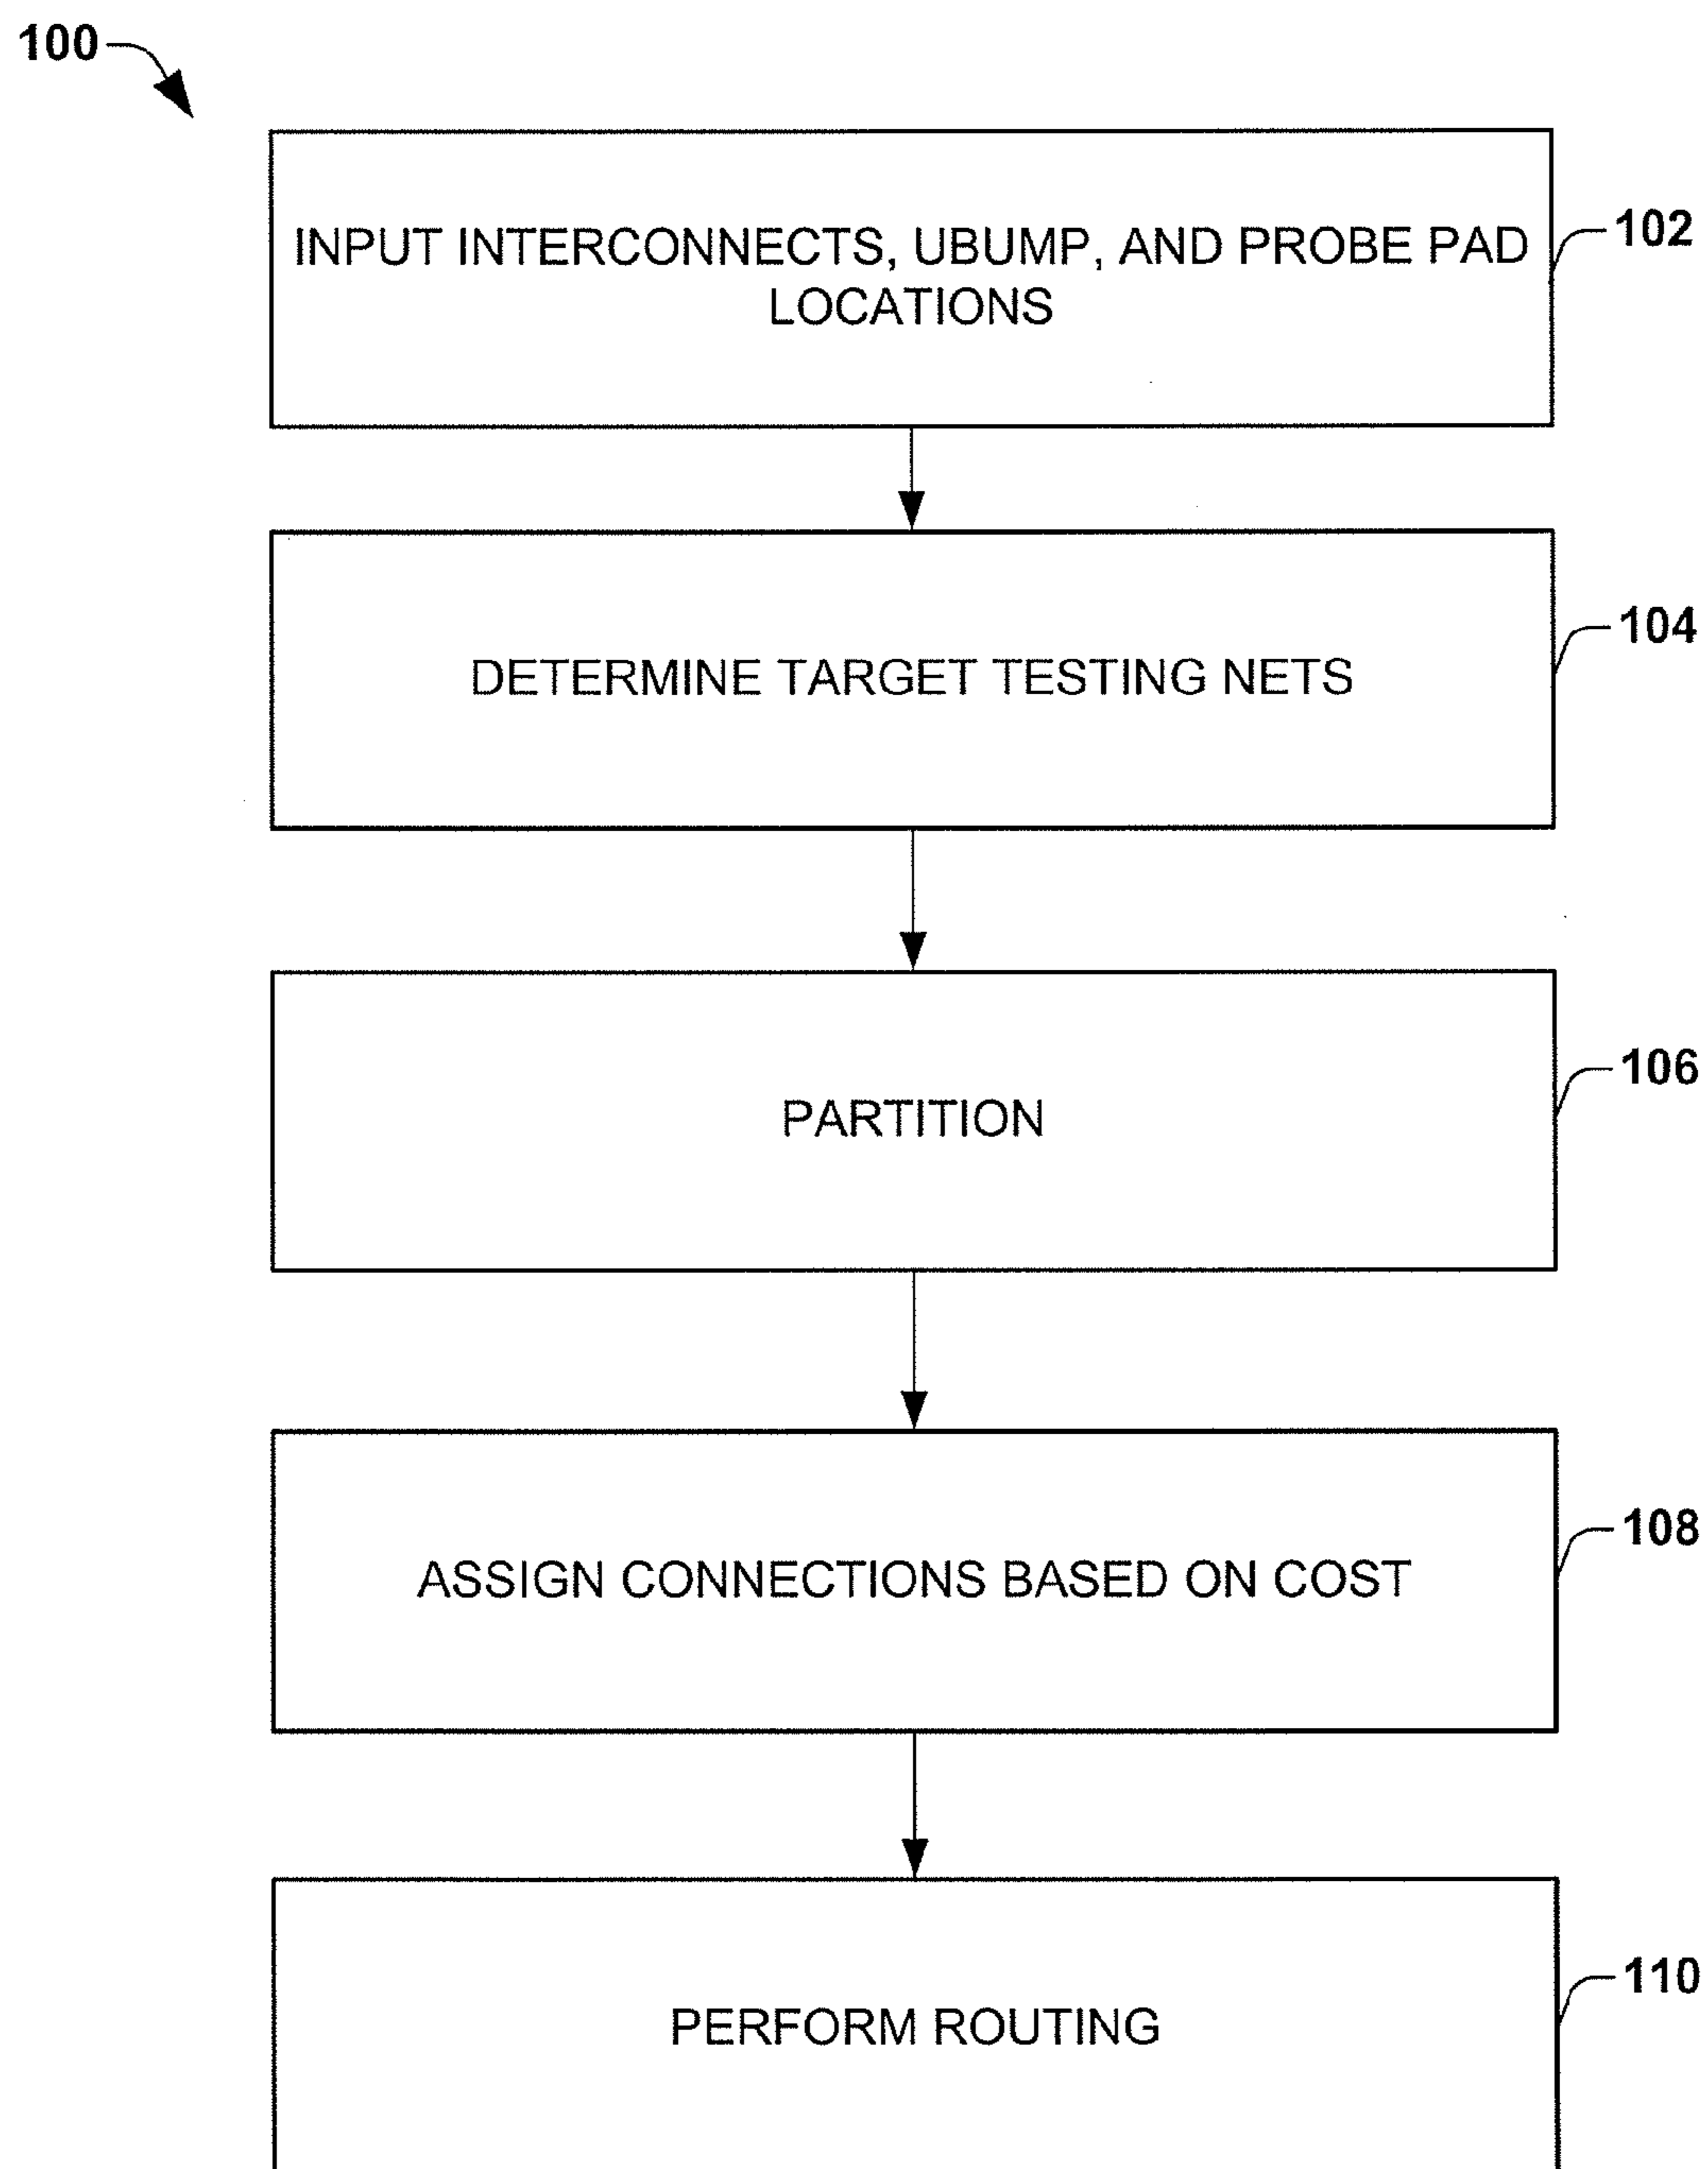 100
INPUT INTERCONNECTS, UBUMP, AND PROBE PAD
LOCATIONS
102
DETERMINE TARGET TESTING NETS
104
PARTITION
106
ASSIGN CONNECTIONS BASED ON COST
108
PERFORM ROUTING
110